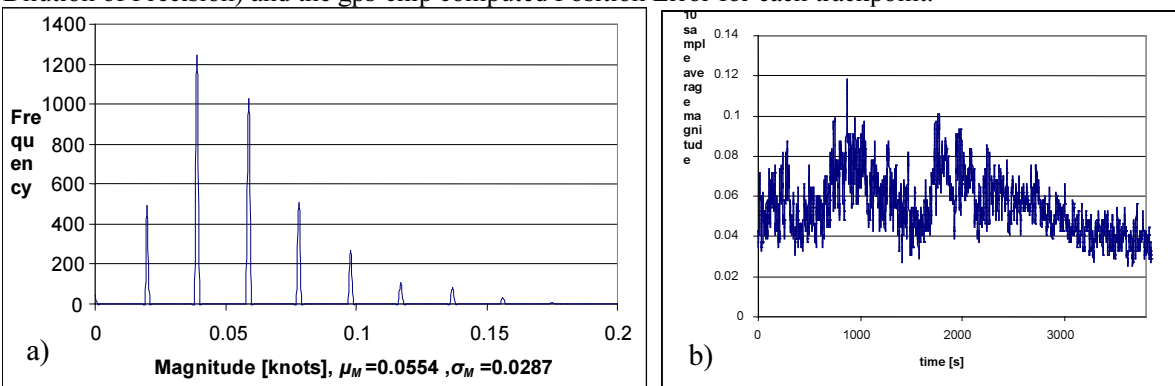 Dilution of Precision) and the gps-chip computed Position Error for each trackpoint.
1400
1200
1000
800
600
400
200
0
Fre
qu
en
cy
0
0.05
0.1
0.15
0.2
a)
Magnitude [knots], μM =0.0554 ,σM =0.0287
10
sa
mpl
e
ave
rag
e
mag
ni
tud
e
0.14
0.12
0.1
0.08
0.06
0.04
0.02
0
0
1000
2000
3000
time [s]
b)